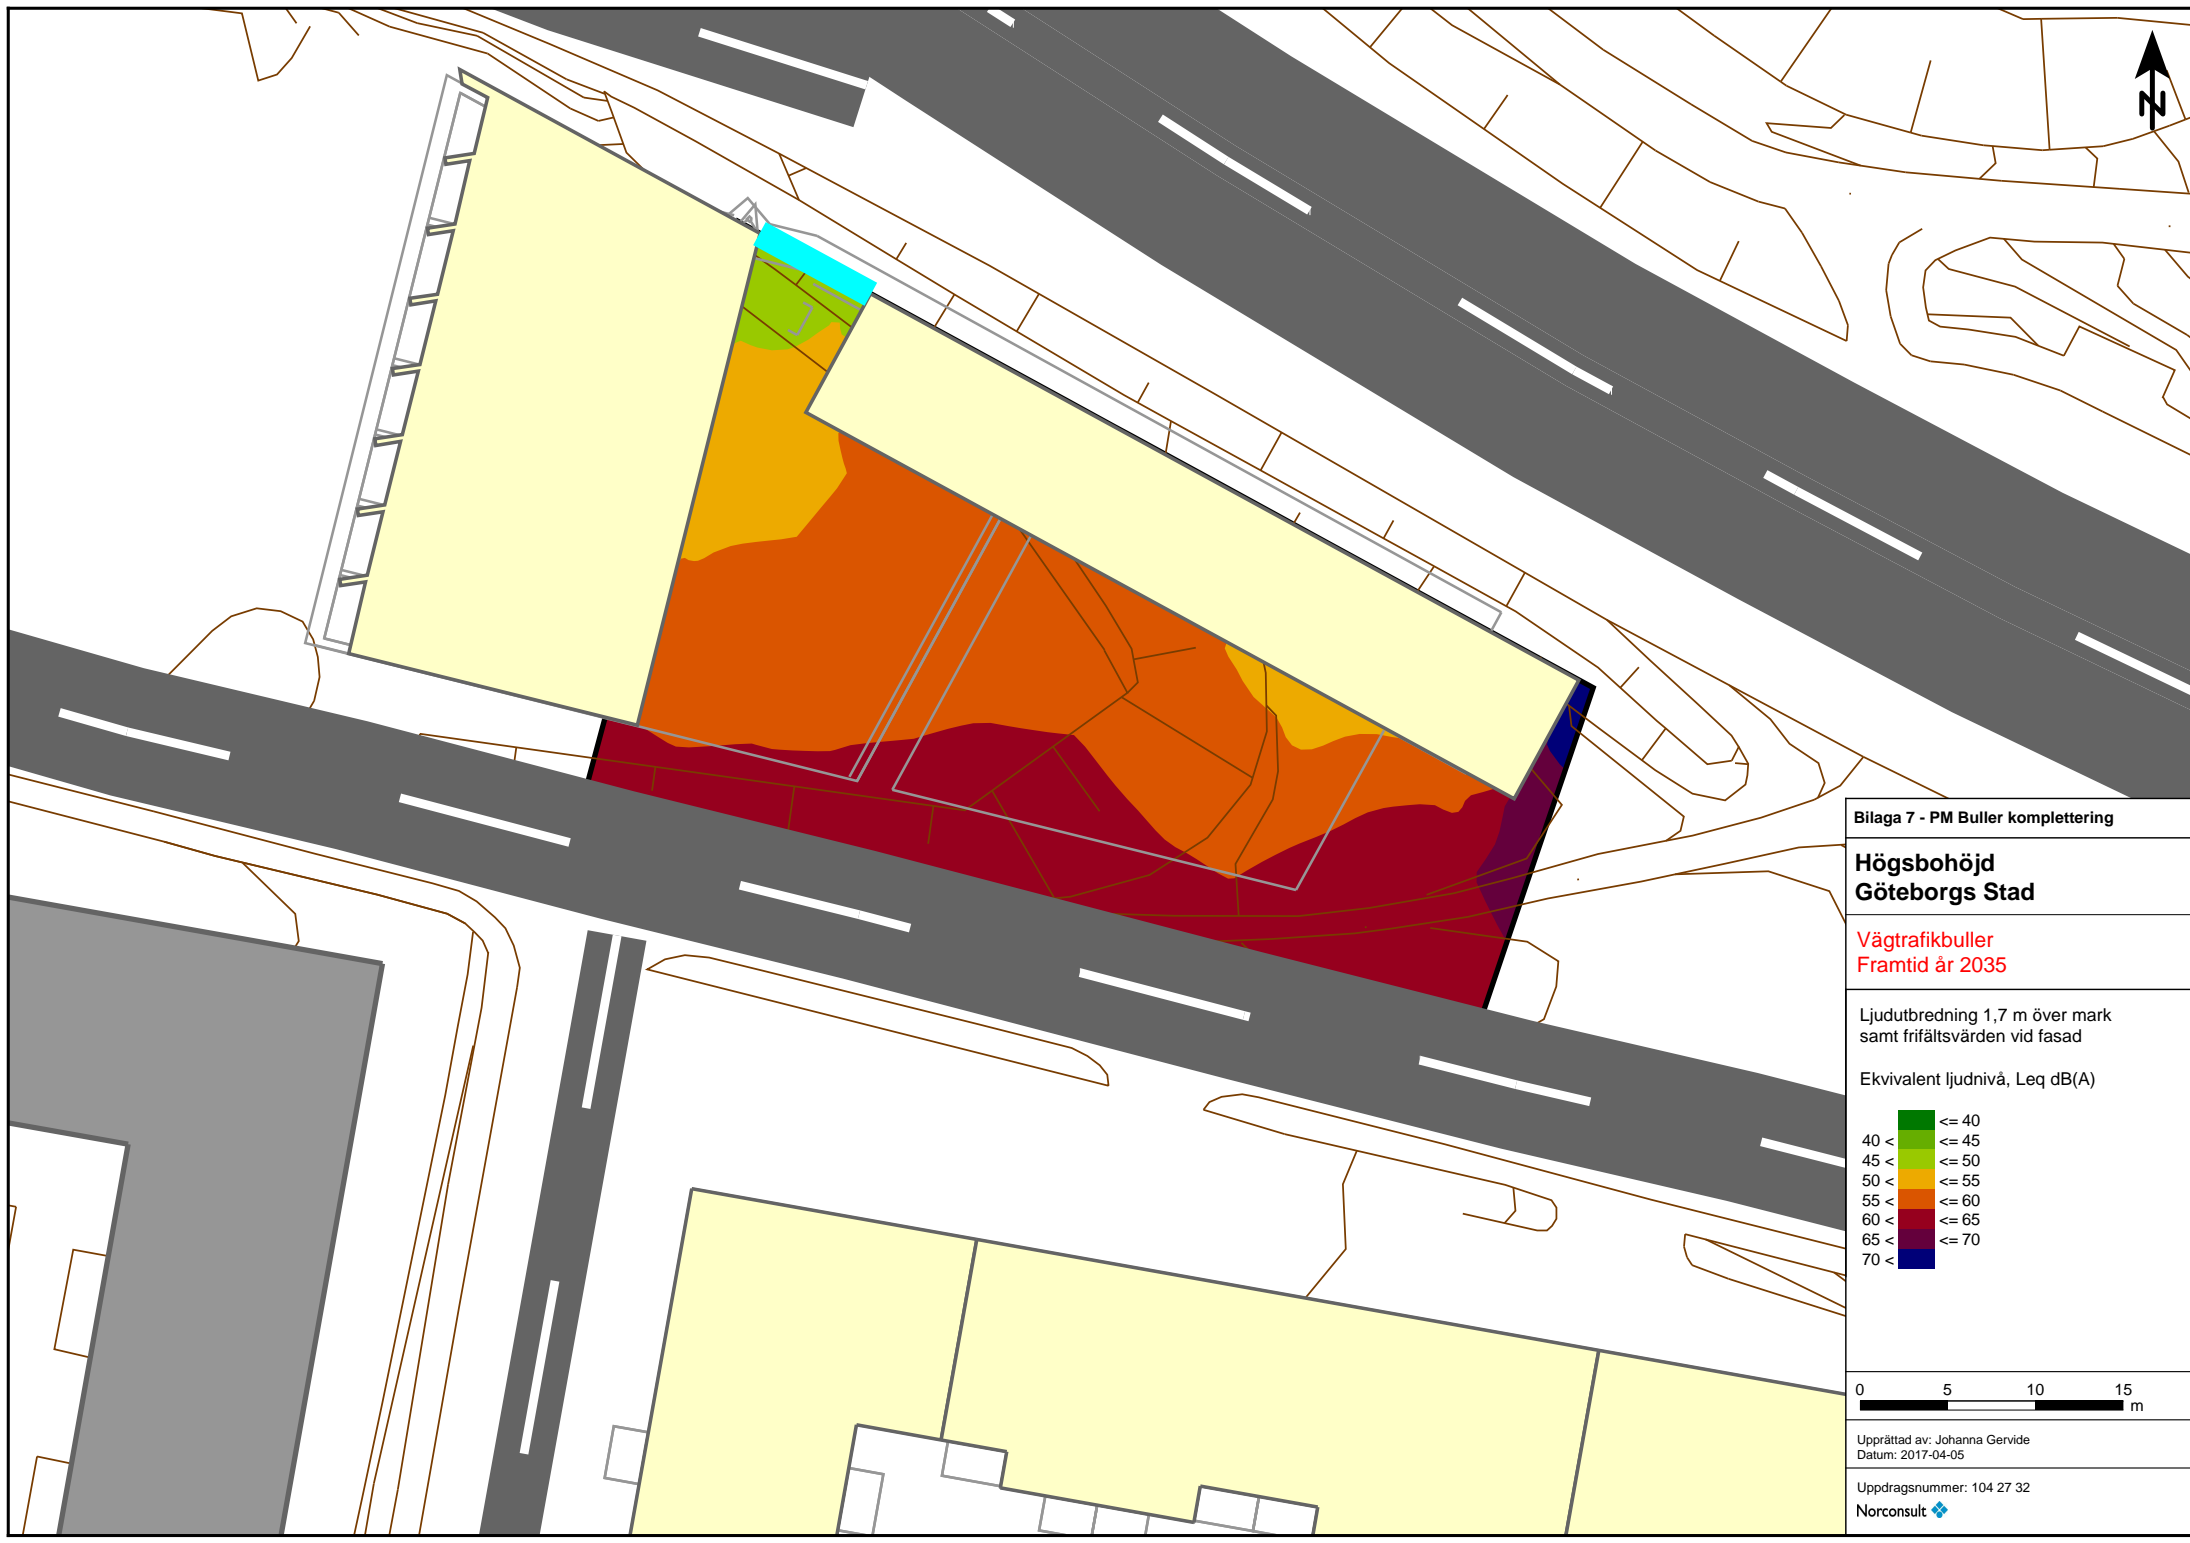 N
Bilaga 7 - PM Buller komplettering
Högsbohöjd
Göteborgs Stad
Vägtrafikbuller
Framtid år 2035
Ljudutbredning 1,7 m över mark
samt frifältsvärden vid fasad
Ekvivalent ljudnivå, Leq dB(A)
<= 40
40 < <= 45
45 < <= 50
50 < <= 55
55 < <= 60
60 < <= 65
65 < <= 70
70 <
0 5 10 15
m
Upprättad av: Johanna Gervide
Datum: 2017-04-05
Uppdragsnummer: 104 27 32
Norconsult